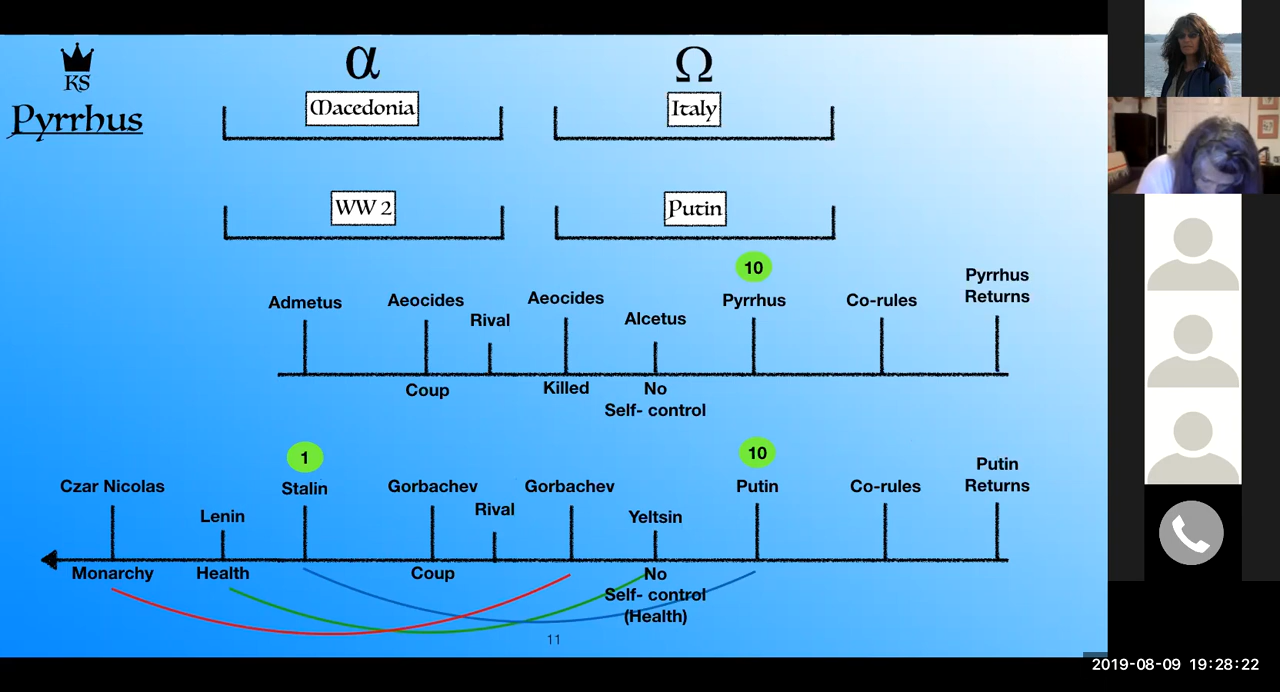 KS
Pyrrhus
α
Ω
Macedonia
Italy
WW 2
Putin
10
Admetus
Aeocides
Rival
Aeocides
Alcetus
Pyrrhus
Co-rules
Pyrrhus
Returns
Coup
Killed
No
Self- control
1
10
Czar Nicolas
Lenin
Stalin
Gorbachev
Rival
Gorbachev
Yeltsin
Putin
Co-rules
Putin
Returns
Monarchy
Health
Coup
No
Self- control
(Health)
11
2019-08-09 19:28:22